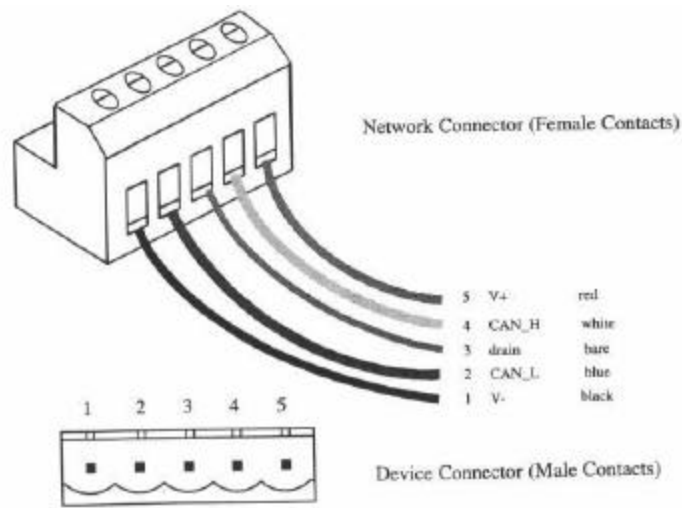 Network Connector (Female Contacts)
5 V+ red
4 CAN_H white
3 drain bare
2 CAN_L blue
1 V- black
1 2 3 4 5
Device Connector (Male Contacts)